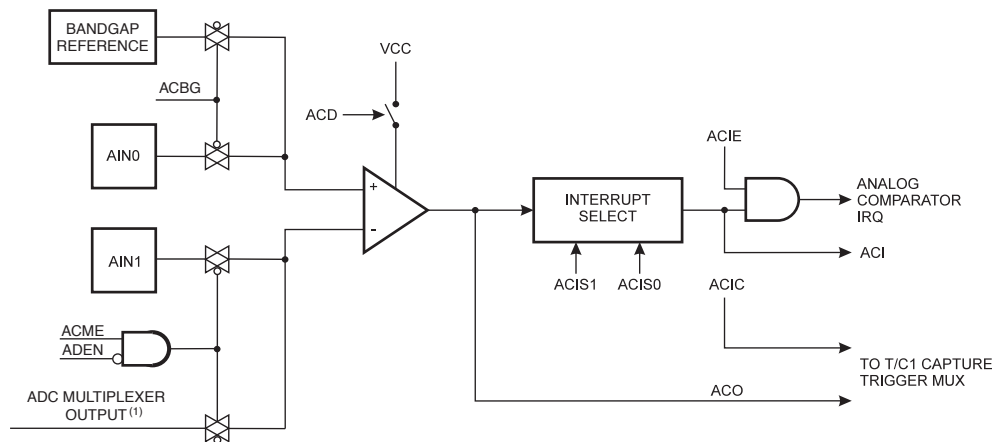 BANDGAP
REFERENCE
VCC
ACBG
ACD
AIN0
ACIE
+
INTERRUPT
SELECT
ANALOG
COMPARATOR
IRQ
-
AIN1
ACI
ACIS1 ACIS0 ACIC
ACME
ADEN
TO T/C1 CAPTURE
TRIGGER MUX
ADC MULTIPLEXER
OUTPUT (1)
ACO